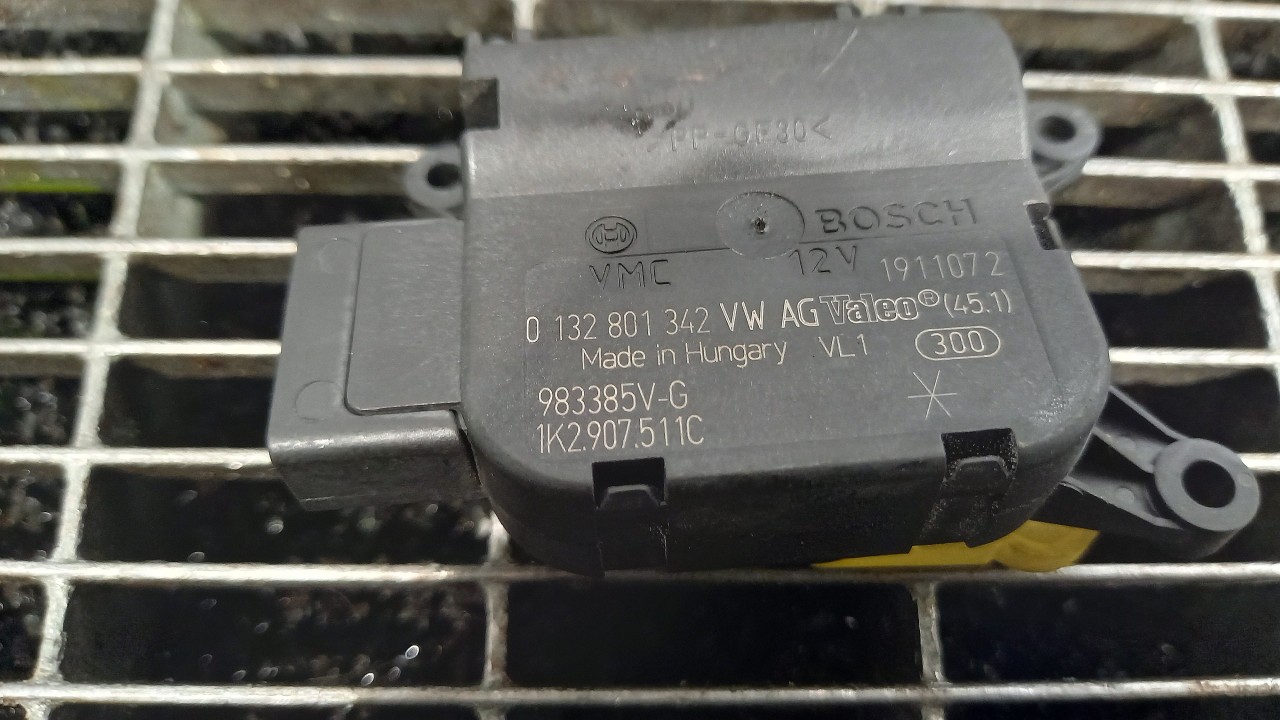 >PP-GF30<
BOSCH
VMC 12V 1911072
0 132 801 342 VW AG Valeo® (45.1)
Made in Hungary VL1 300
983385V-G
1K2.907.511C